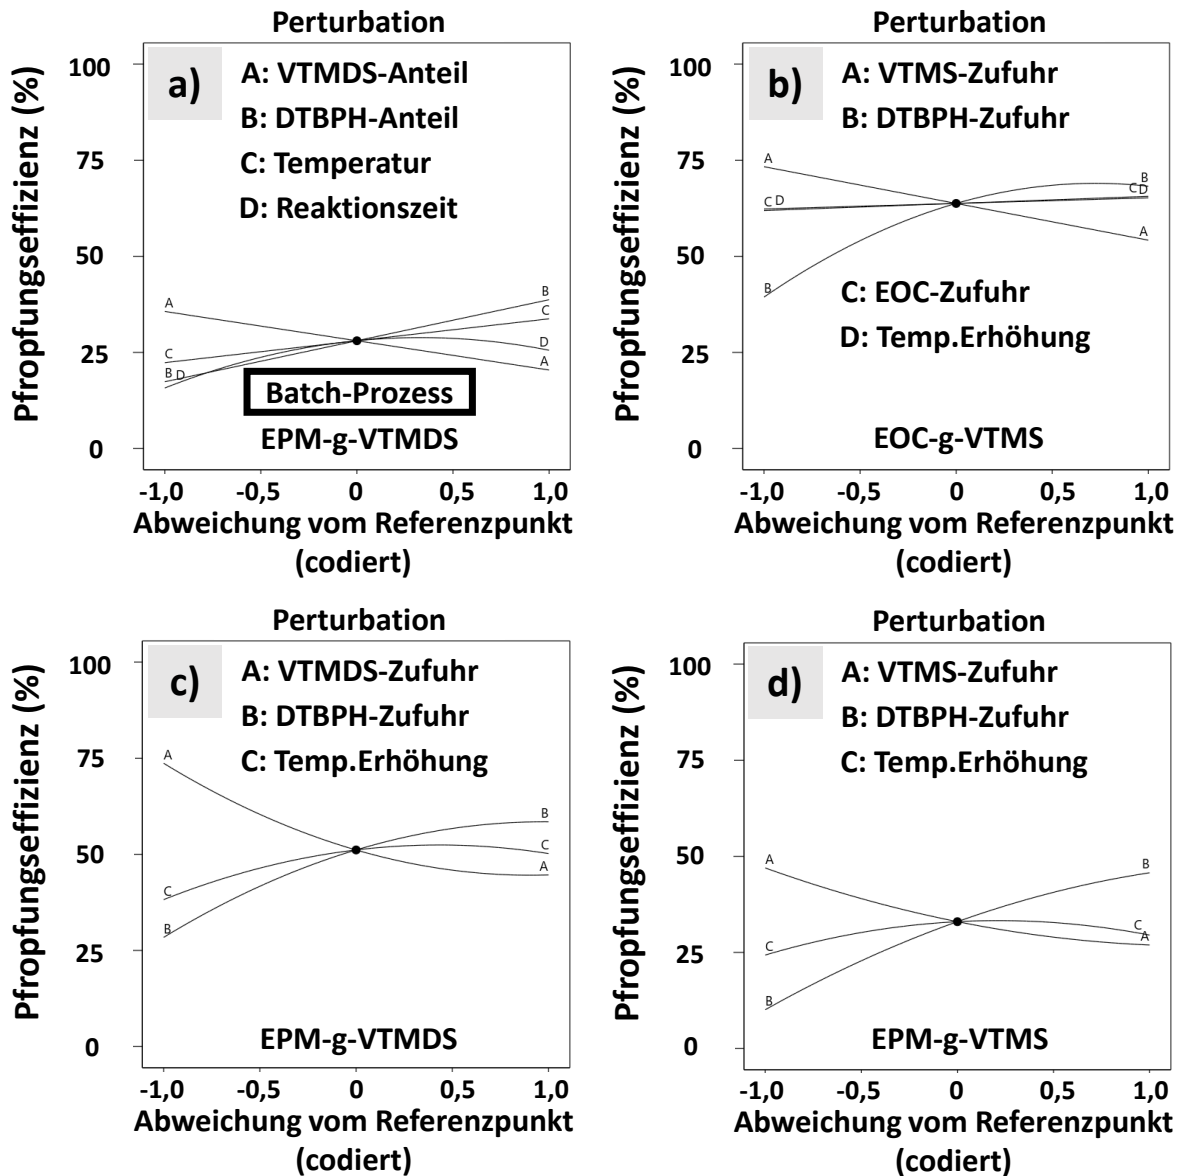 Perturbation
a)
A: VTMDS-Anteil
B: DTBPH-Anteil
C: Temperatur
D: Reaktionszeit
Pfropfungseffizienz (%)
100
75
50
25
0
A
C
B D
B
C
D
A
Batch-Prozess
EPM-g-VTMDS
-1,0 -0,5 0 0,5 1,0
Abweichung vom Referenzpunkt
(codiert)
Perturbation
b)
A: VTMS-Zufuhr
B: DTBPH-Zufuhr
Pfropfungseffizienz (%)
100
75
50
25
0
A
C D
B
B
C D
A
C: EOC-Zufuhr
D: Temp.Erhöhung
EOC-g-VTMS
-1,0 -0,5 0 0,5 1,0
Abweichung vom Referenzpunkt
(codiert)
Perturbation
c)
A: VTMDS-Zufuhr
B: DTBPH-Zufuhr
C: Temp.Erhöhung
Pfropfungseffizienz (%)
100
75
50
25
0
A
C
B
B
C
A
EPM-g-VTMDS
-1,0 -0,5 0 0,5 1,0
Abweichung vom Referenzpunkt
(codiert)
Perturbation
d)
A: VTMS-Zufuhr
B: DTBPH-Zufuhr
C: Temp.Erhöhung
Pfropfungseffizienz (%)
100
75
50
25
0
A
C
B
B
C
A
EPM-g-VTMS
-1,0 -0,5 0 0,5 1,0
Abweichung vom Referenzpunkt
(codiert)